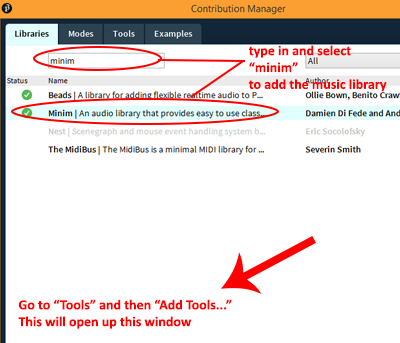 Contribution Manager
Libraries Modes Tools Examples
minim All
type in and select
"minim"
to add the music library
Status Name Author
Beads | A library for adding flexible realtime audio to P... Ollie Bown, Benito Craw
Minim | An audio library that provides easy to use class... Damien Di Fede and And
Nest | Scenegraph and mouse event handling system b... Eric Socolofsky
The MidiBus | The MidiBus is a minimal MIDI library for ... Severin Smith
Go to "Tools" and then "Add Tools..."
This will open up this window